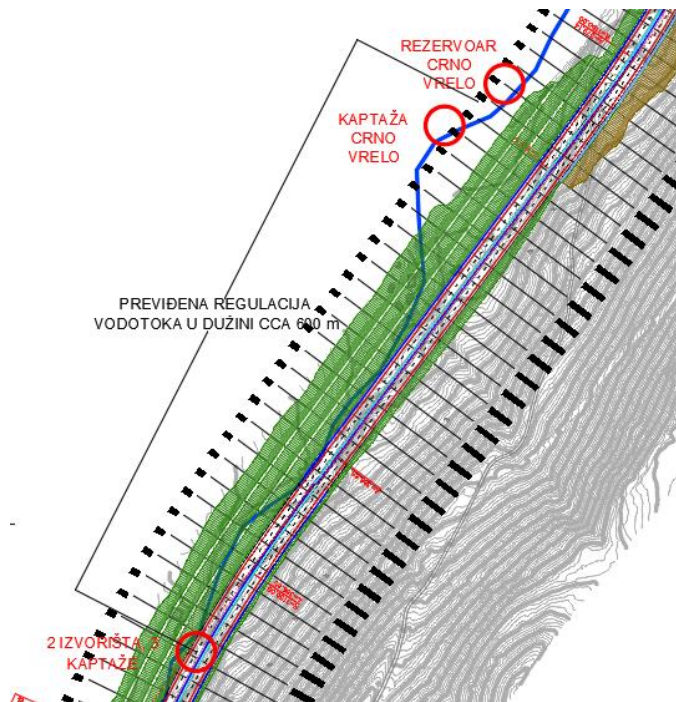 REZERVOAR
CRNO
VRELO
KAPTAŽA
CRNO
VRELO
PREVIĐENA REGULACIJA
VODOTOKA U DUŽINI CCA 600 m
2 IZVORIŠTA, 3
KAPTAŽE